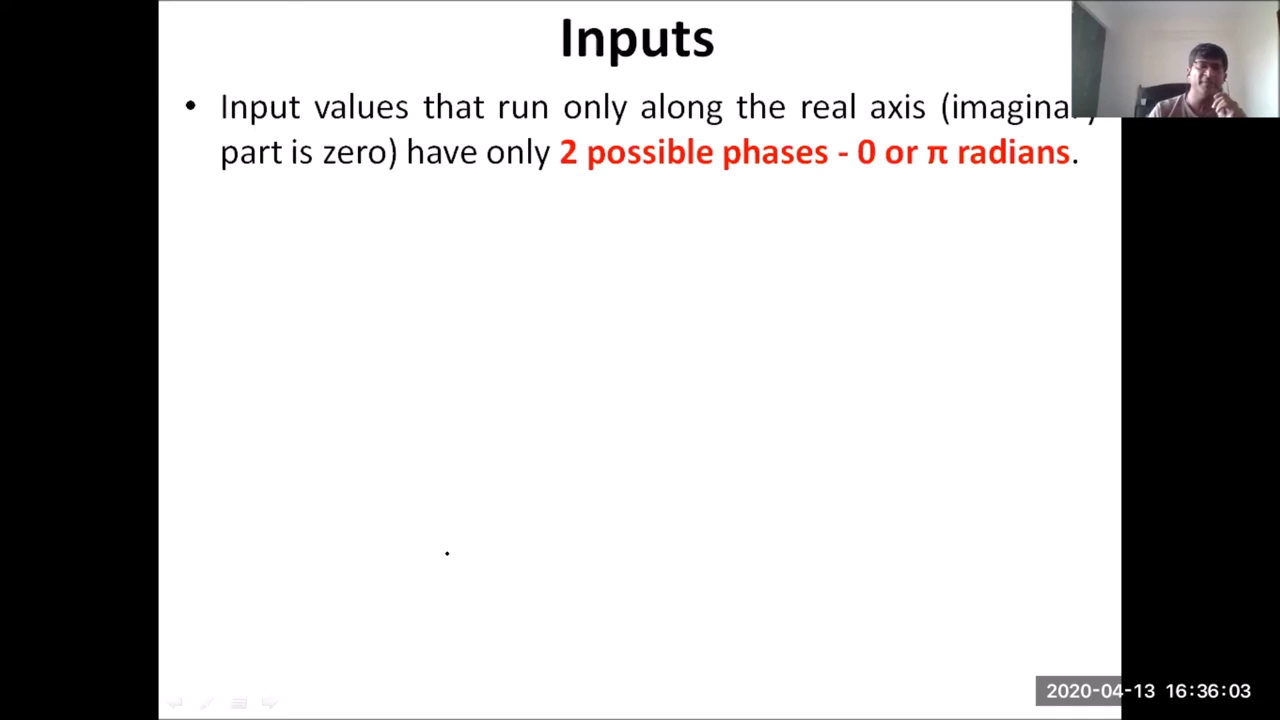 Inputs
• Input values that run only along the real axis (imaginary
part is zero) have only 2 possible phases - 0 or π radians.
2020-04-13 16:36:03